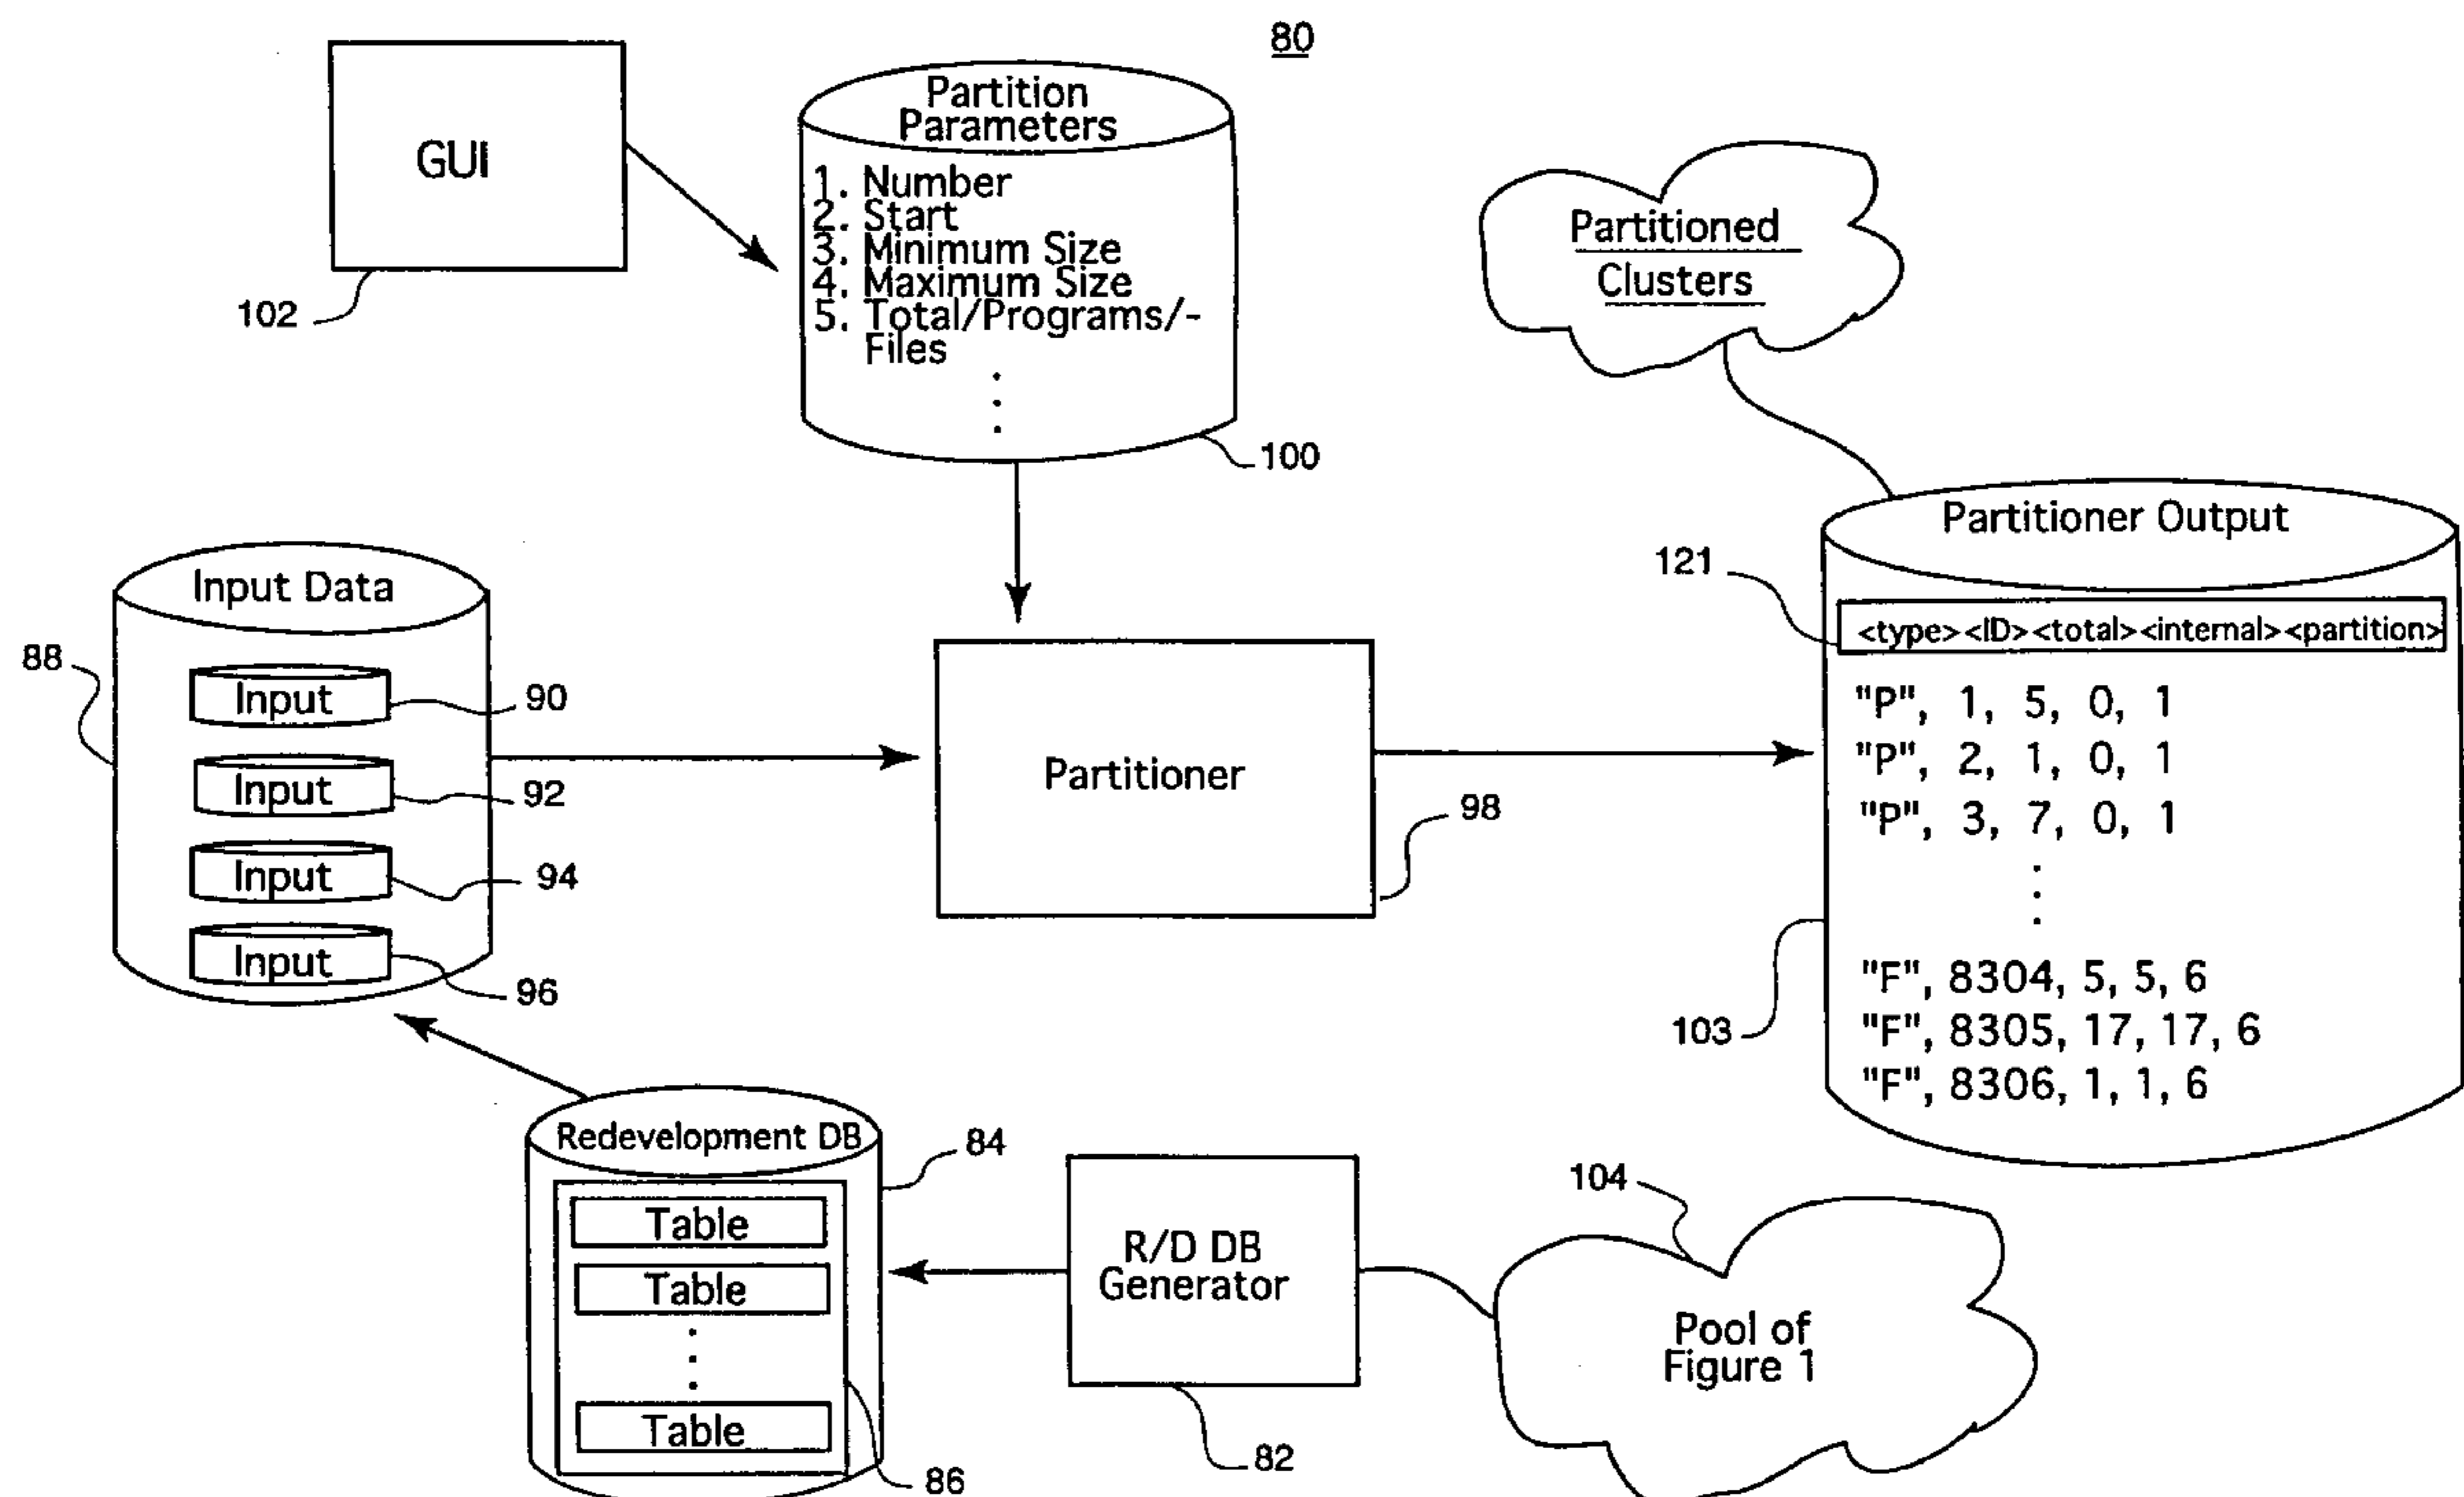 80
GUI
102
Partition
Parameters
1. Number
2. Start
3. Minimum Size
4. Maximum Size
5. Total/Programs/-
Files
100
Partitioned
Clusters
Input Data
88
Input
90
Input
92
Input
94
Input
96
Partitioner
98
Partitioner Output
121
<type><ID><total><internal><partition>
"P", 1, 5, 0, 1
"P", 2, 1, 0, 1
"P", 3, 7, 0, 1
"F", 8304, 5, 5, 6
"F", 8305, 17, 17, 6
"F", 8306, 1, 1, 6
103
Redevelopment DB
84
Table
Table
Table
86
R/D DB
Generator
82
104
Pool of
Figure 1